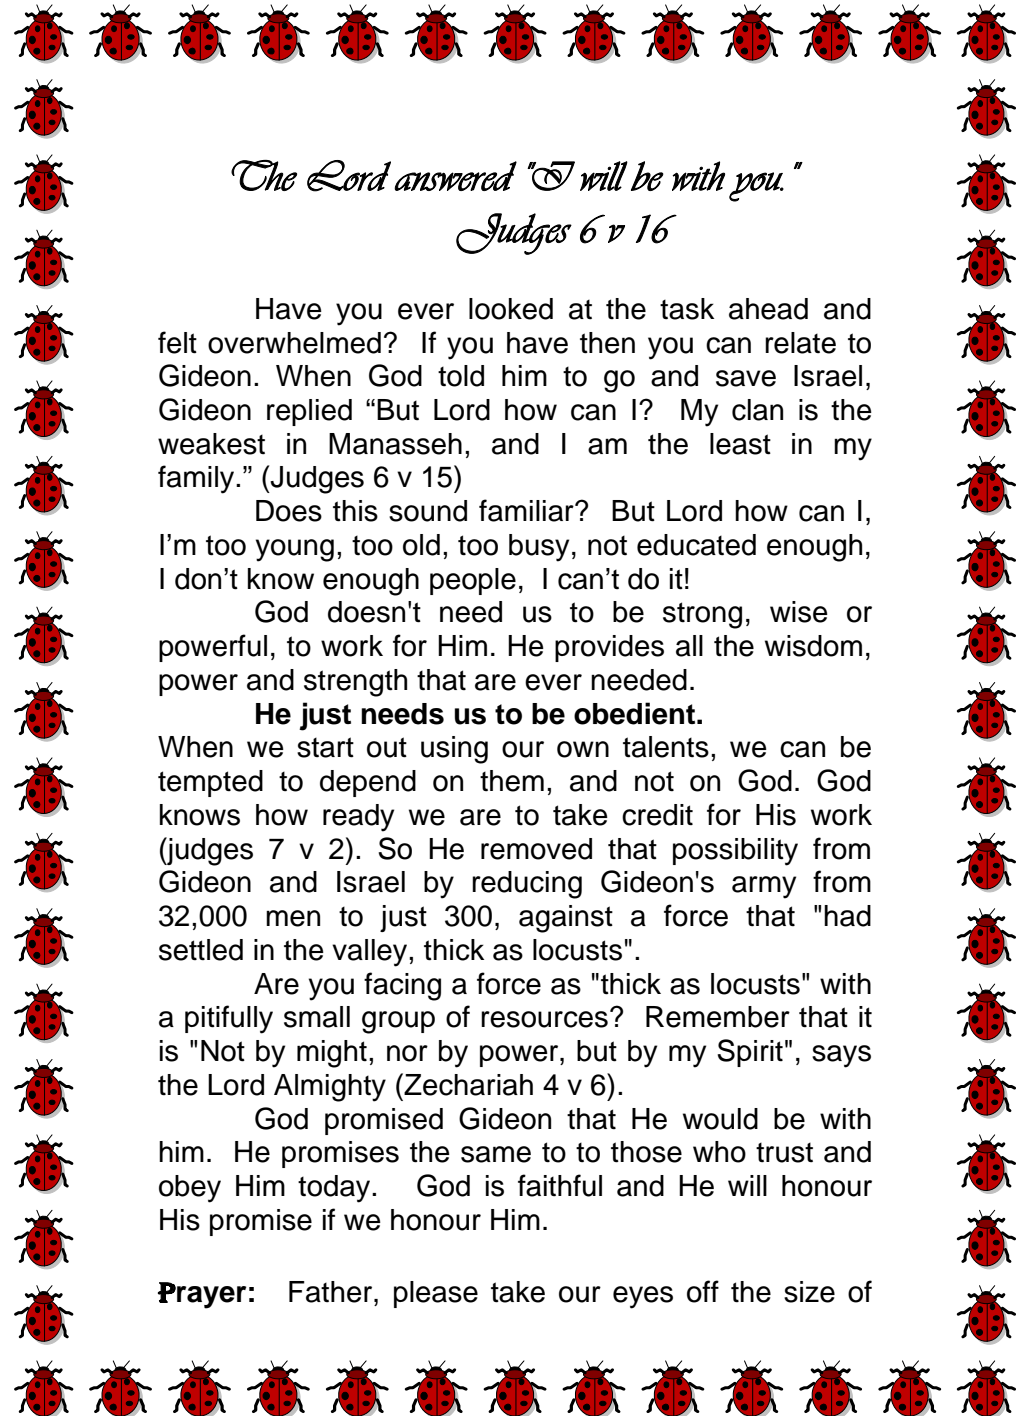 The Lord answered "I will be with you."
Judges 6 v 16
Have you ever looked at the task ahead and
felt overwhelmed? If you have then you can relate to
Gideon. When God told him to go and save Israel,
Gideon replied “But Lord how can I? My clan is the
weakest in Manasseh, and I am the least in my
family.” (Judges 6 v 15)
Does this sound familiar? But Lord how can I,
I’m too young, too old, too busy, not educated enough,
I don’t know enough people, I can’t do it!
God doesn't need us to be strong, wise or
powerful, to work for Him. He provides all the wisdom,
power and strength that are ever needed.
He just needs us to be obedient.
When we start out using our own talents, we can be
tempted to depend on them, and not on God. God
knows how ready we are to take credit for His work
(judges 7 v 2). So He removed that possibility from
Gideon and Israel by reducing Gideon's army from
32,000 men to just 300, against a force that "had
settled in the valley, thick as locusts".
Are you facing a force as "thick as locusts" with
a pitifully small group of resources? Remember that it
is "Not by might, nor by power, but by my Spirit", says
the Lord Almighty (Zechariah 4 v 6).
God promised Gideon that He would be with
him. He promises the same to to those who trust and
obey Him today. God is faithful and He will honour
His promise if we honour Him.
Prayer: Father, please take our eyes off the size of